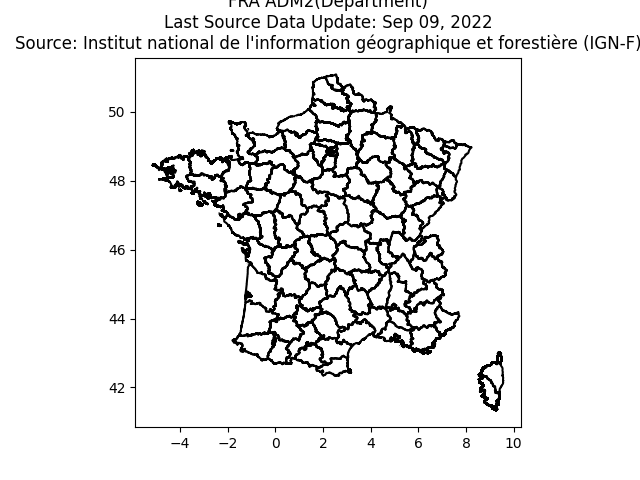 FRA ADM2(Department)
Last Source Data Update: Sep 09, 2022
Source: Institut national de l'information géographique et forestière (IGN-F)
50
48
46
44
42
−4 −2 0 2 4 6 8 10